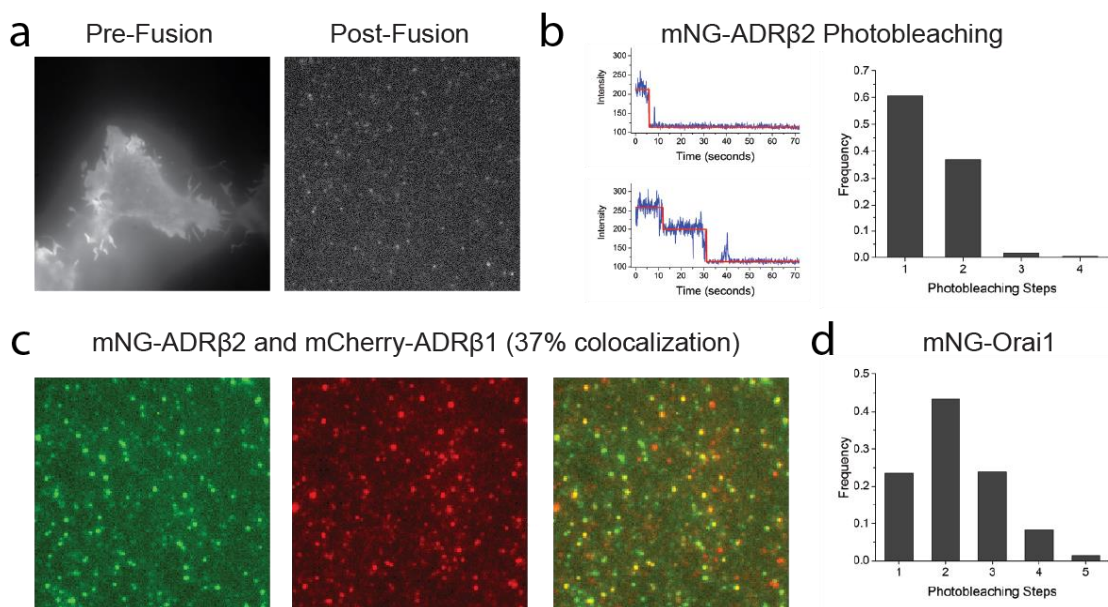 a
Pre-Fusion
Post-Fusion
b
mNG-ADRβ2 Photobleaching
Intensity
300
250
200
150
100
0 10 20 30 40 50 60 70
Time (seconds)
Intensity
300
250
200
150
100
0 10 20 30 40 50 60 70
Time (seconds)
Frequency
0.7
0.6
0.5
0.4
0.3
0.2
0.1
0.0
1 2 3 4
Photobleaching Steps
c
mNG-ADRβ2 and mCherry-ADRβ1 (37% colocalization)
d
mNG-Orai1
Frequency
0.5
0.4
0.3
0.2
0.1
0.0
1 2 3 4 5
Photobleaching Steps